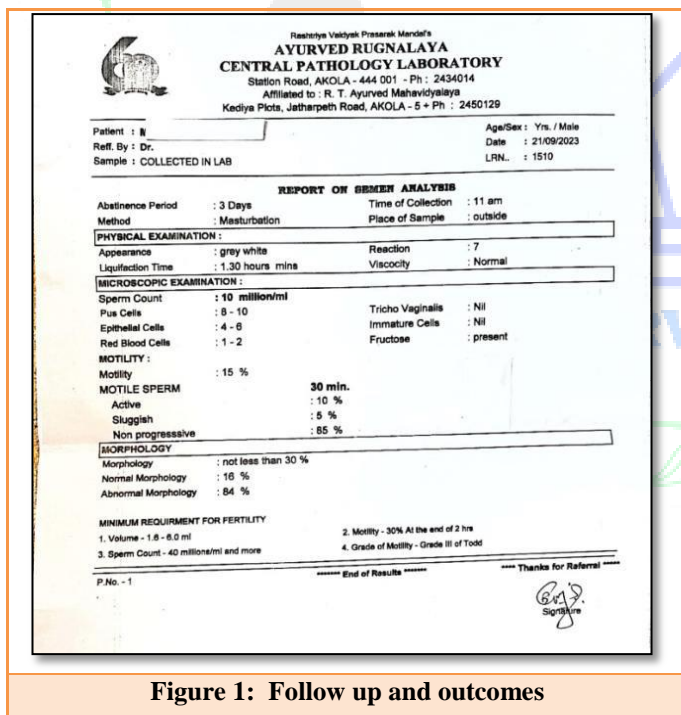 Rashtriya Vaidyak Prasarak Mandal's
AYURVED RUGNALAYA
CENTRAL PATHOLOGY LABORATORY
Station Road, AKOLA - 444 001 - Ph : 2434014
Affiliated to : R. T. Ayurved Mahavidyalaya
Kediya Plots, Jatharpeth Road, AKOLA - 5 + Ph : 2450129
Patient : M Age/Sex : Yrs. / Male
Reff. By : Dr. Date : 21/09/2023
Sample : COLLECTED IN LAB LRN.. : 1510
REPORT ON SEMEN ANALYSIS
Abstinence Period : 3 Days Time of Collection : 11 am
Method : Masturbation Place of Sample : outside
PHYSICAL EXAMINATION :
Appearance : grey white Reaction : 7
Liquifaction Time : 1.30 hours mins Viscocity : Normal
MICROSCOPIC EXAMINATION :
Sperm Count : 10 million/ml
Pus Cells : 8 - 10 Tricho Vaginalis : Nil
Epithelial Cells : 4 - 6 Immature Cells : Nil
Red Blood Cells : 1 - 2 Fructose : present
MOTILITY :
Motility : 15 %
MOTILE SPERM 30 min.
Active : 10 %
Sluggish : 5 %
Non progresssive : 85 %
MORPHOLOGY
Morphology : not less than 30 %
Normal Morphology : 16 %
Abnormal Morphology : 84 %
MINIMUM REQUIRMENT FOR FERTILITY
1. Volume - 1.6 - 6.0 ml 2. Motility - 30% At the end of 2 hrs
3. Sperm Count - 40 millions/ml and more 4. Grade of Motility - Grade III of Todd
P.No. - 1 ******* End of Results ******* **** Thanks for Referral *****
Signature
Figure 1: Follow up and outcomes